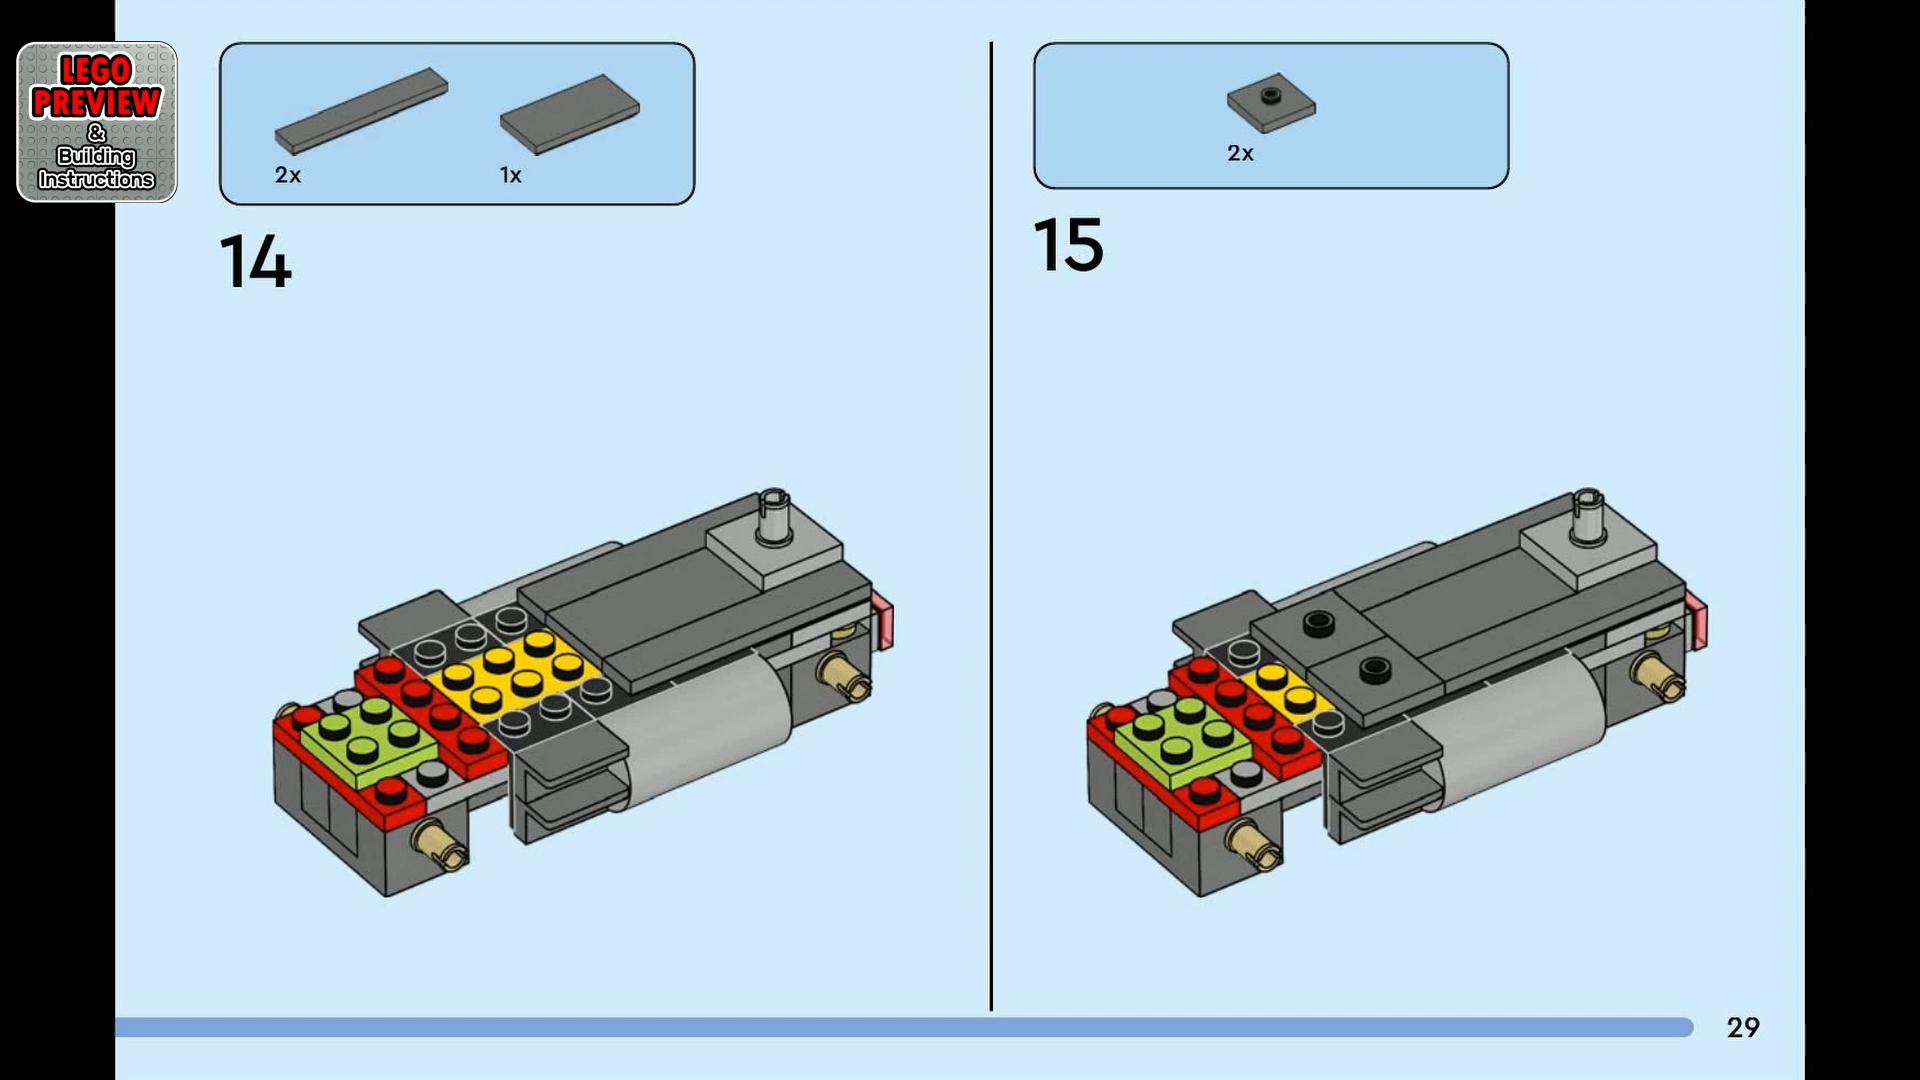 LEGO
PREVIEW
&
Building
Instructions
2x
1x
14
2x
15
29